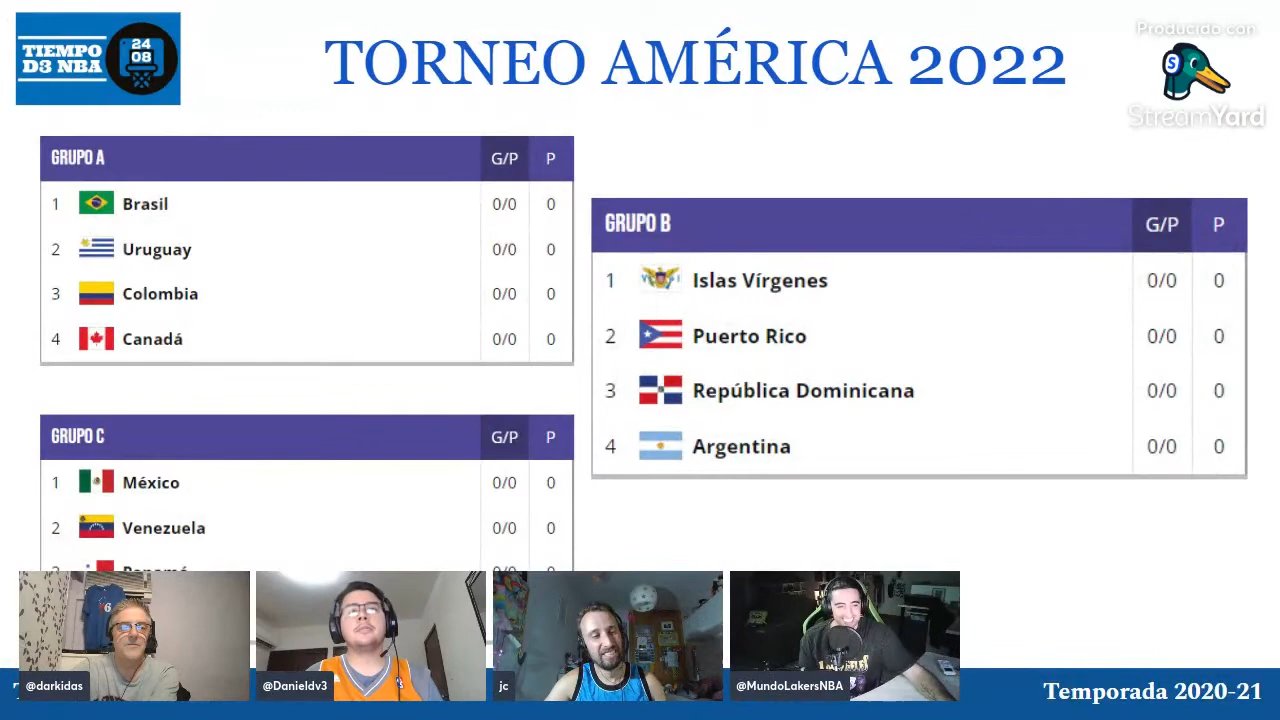 TIEMPO
D3 NBA
24
08
TORNEO AMÉRICA 2022
Producido con
StreamYard
GRUPO A G/P P
1 Brasil 0/0 0
2 Uruguay 0/0 0
3 Colombia 0/0 0
4 Canadá 0/0 0
GRUPO B G/P P
1 Islas Vírgenes 0/0 0
2 Puerto Rico 0/0 0
3 República Dominicana 0/0 0
4 Argentina 0/0 0
GRUPO C G/P P
1 México 0/0 0
2 Venezuela 0/0 0
@darkidas
@Danieldv3
jc
@MundoLakersNBA
Temporada 2020-21